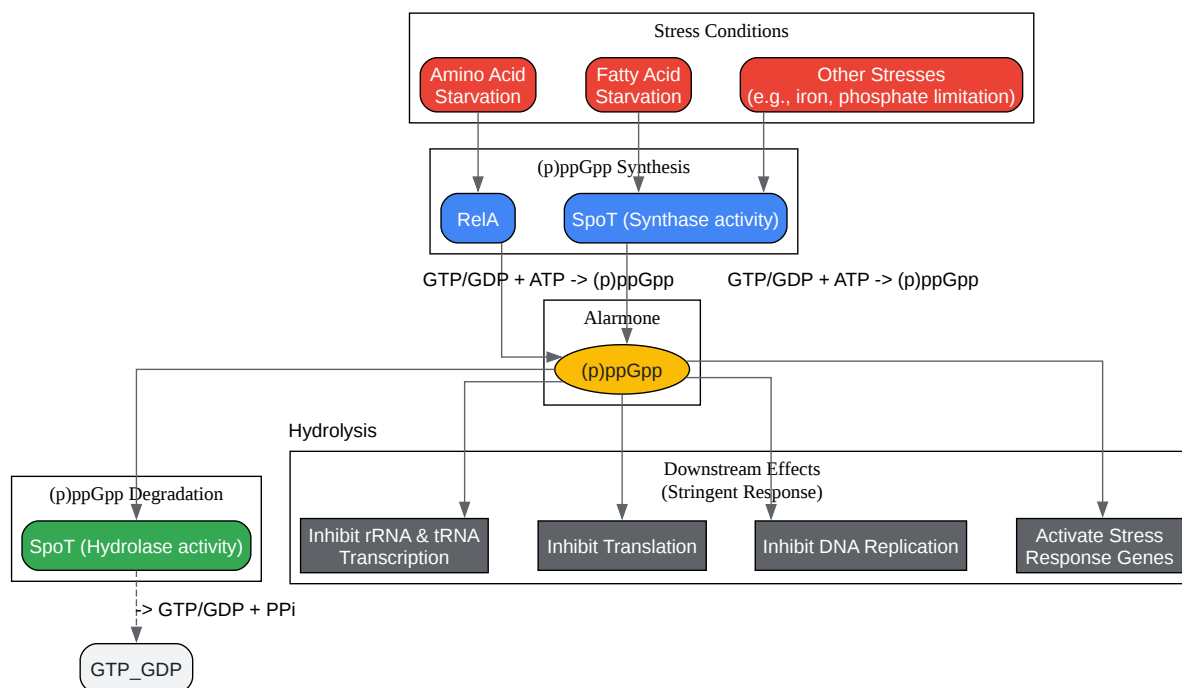 Stress Conditions
Amino Acid
Starvation
Fatty Acid
Starvation
Other Stresses
(e.g., iron, phosphate limitation)
(p)ppGpp Synthesis
RelA
SpoT (Synthase activity)
GTP/GDP + ATP -> (p)ppGpp
GTP/GDP + ATP -> (p)ppGpp
Alarmone
(p)ppGpp
Hydrolysis
(p)ppGpp Degradation
SpoT (Hydrolase activity)
Downstream Effects
(Stringent Response)
Inhibit rRNA & tRNA
Transcription
Inhibit Translation
Inhibit DNA Replication
Activate Stress
Response Genes
-> GTP/GDP + PPi
GTP_GDP